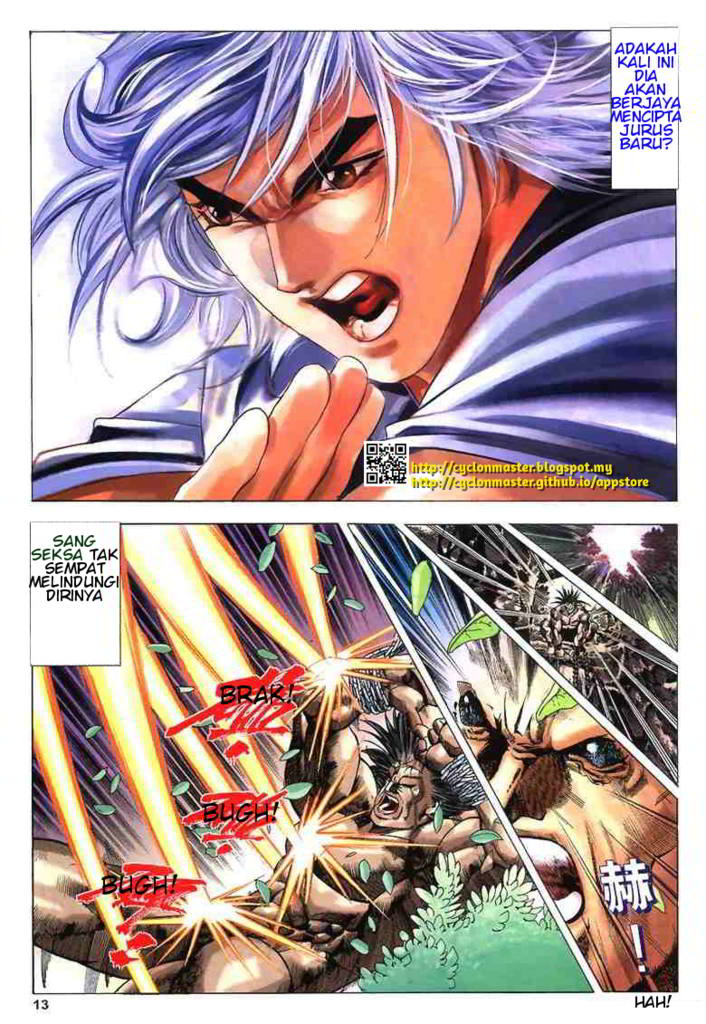 ADAKAH
KALI INI
DIA
AKAN
BERJAYA
MENCIPTA
JURUS
BARU?
http://cyclonmaster.blogspot.my
http://cyclonmaster.github.io/appstore
SANG
SEKSA TAK
SEMPAT
MELINDUNGI
DIRINYA
BRAK!
BUGH!
BUGH!
赫
!
HAH!
13